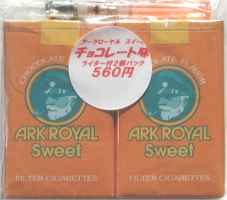 アークローヤル スイート
チョコレート味
ライター付2個パック
560円
CHOCOLATE FLAVOR
ARK ROYAL
Sweet
FILTER CIGARETTES
ARK ROYAL
Sweet
FILTER CIGARETTES